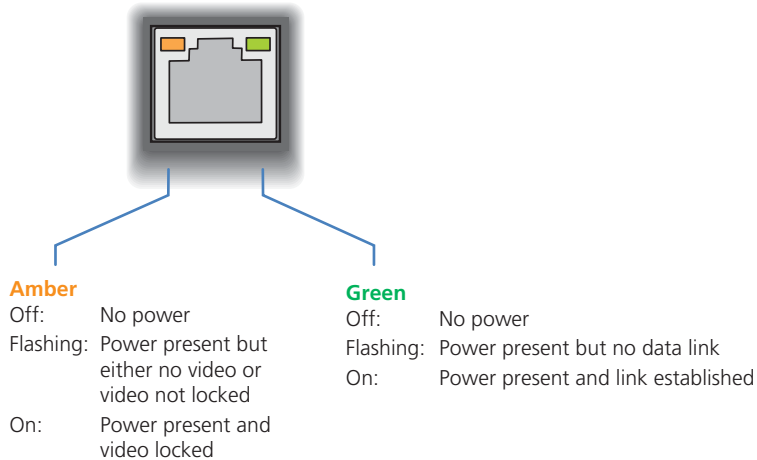 Amber
Off: No power
Flashing: Power present but
either no video or
video not locked
On: Power present and
video locked
Green
Off: No power
Flashing: Power present but no data link
On: Power present and link established